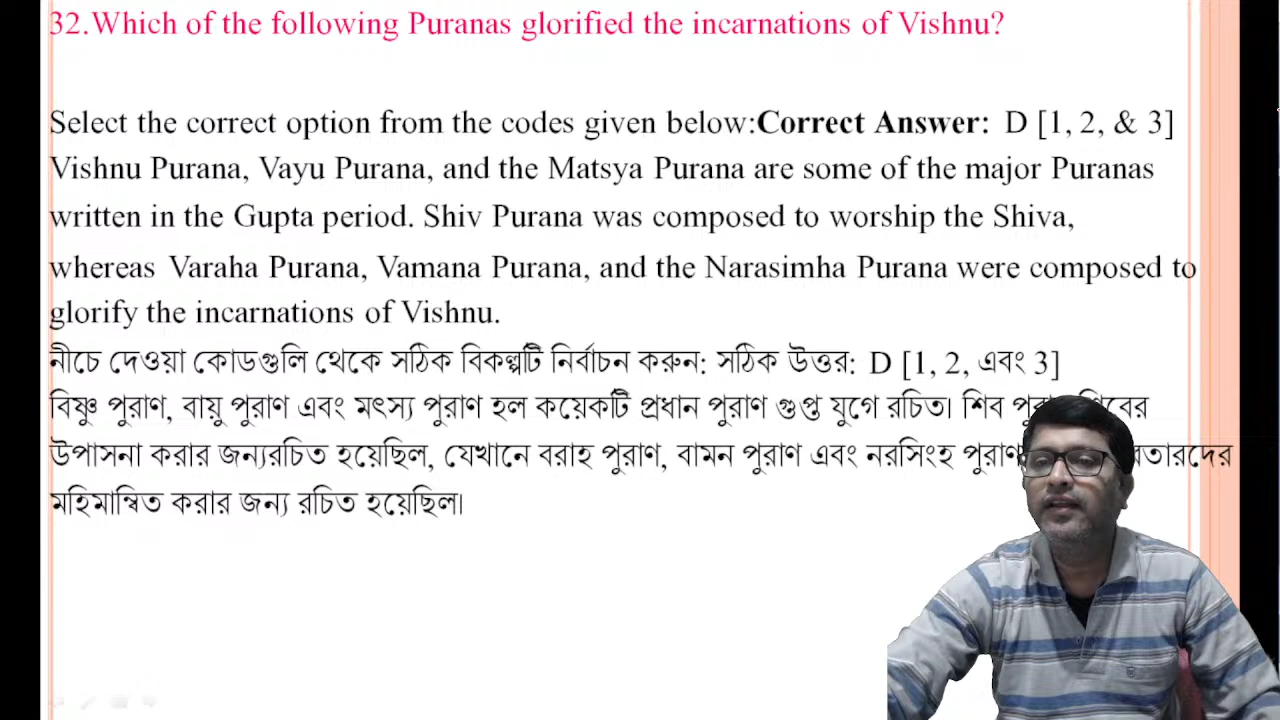 32.Which of the following Puranas glorified the incarnations of Vishnu?
Select the correct option from the codes given below:Correct Answer: D [1, 2, & 3]
Vishnu Purana, Vayu Purana, and the Matsya Purana are some of the major Puranas
written in the Gupta period. Shiv Purana was composed to worship the Shiva,
whereas Varaha Purana, Vamana Purana, and the Narasimha Purana were composed to
glorify the incarnations of Vishnu.
নীচে দেওয়া কোডগুলি থেকে সঠিক বিকল্পটি নির্বাচন করুন: সঠিক উত্তর: D [1, 2, এবং 3]
বিষ্ণু পুরাণ, বায়ু পুরাণ এবং মৎস্য পুরাণ হল কয়েকটি প্রধান পুরাণ গুপ্ত যুগে রচিত। শিব
উপাসনা করার জন্যরচিত হয়েছিল, যেখানে বরাহ পুরাণ, বামন পুরাণ এবং নরসিংহ পুরাণ
মহিমান্বিত করার জন্য রচিত হয়েছিল।